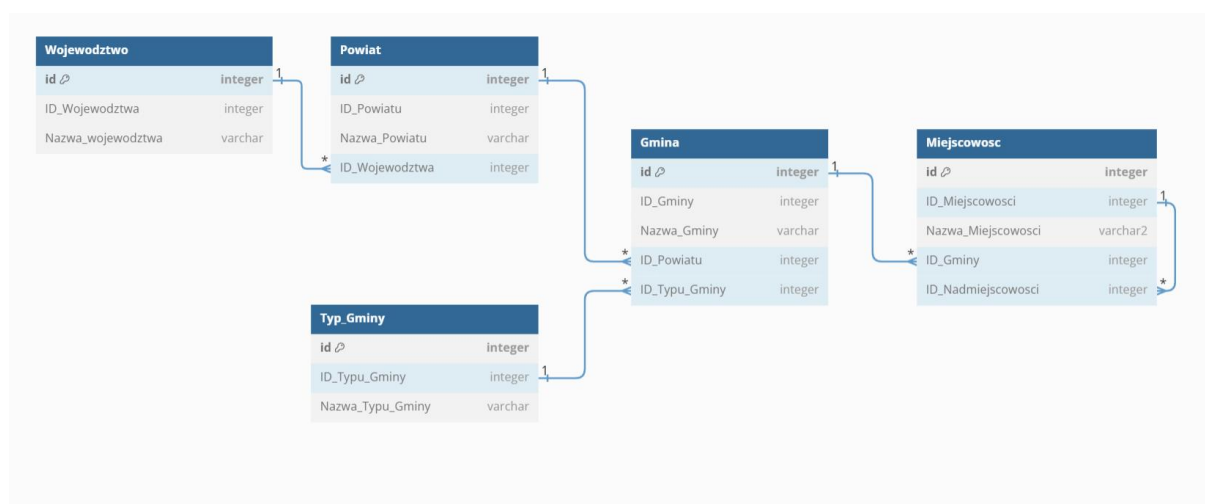 Wojewodztwo
id integer
ID_Wojewodztwa integer
Nazwa_wojewodztwa varchar
1
*
Powiat
id integer
ID_Powiatu integer
Nazwa_Powiatu varchar
ID_Wojewodztwa integer
1
*
Gmina
id integer
ID_Gminy integer
Nazwa_Gminy varchar
ID_Powiatu integer
ID_Typu_Gminy integer
1
*
*
Miejscowosc
id integer
ID_Miejscowosci integer
Nazwa_Miejscowosci varchar2
ID_Gminy integer
ID_Nadmiejscowosci integer
1
*
Typ_Gminy
id integer
ID_Typu_Gminy integer
Nazwa_Typu_Gminy varchar
1